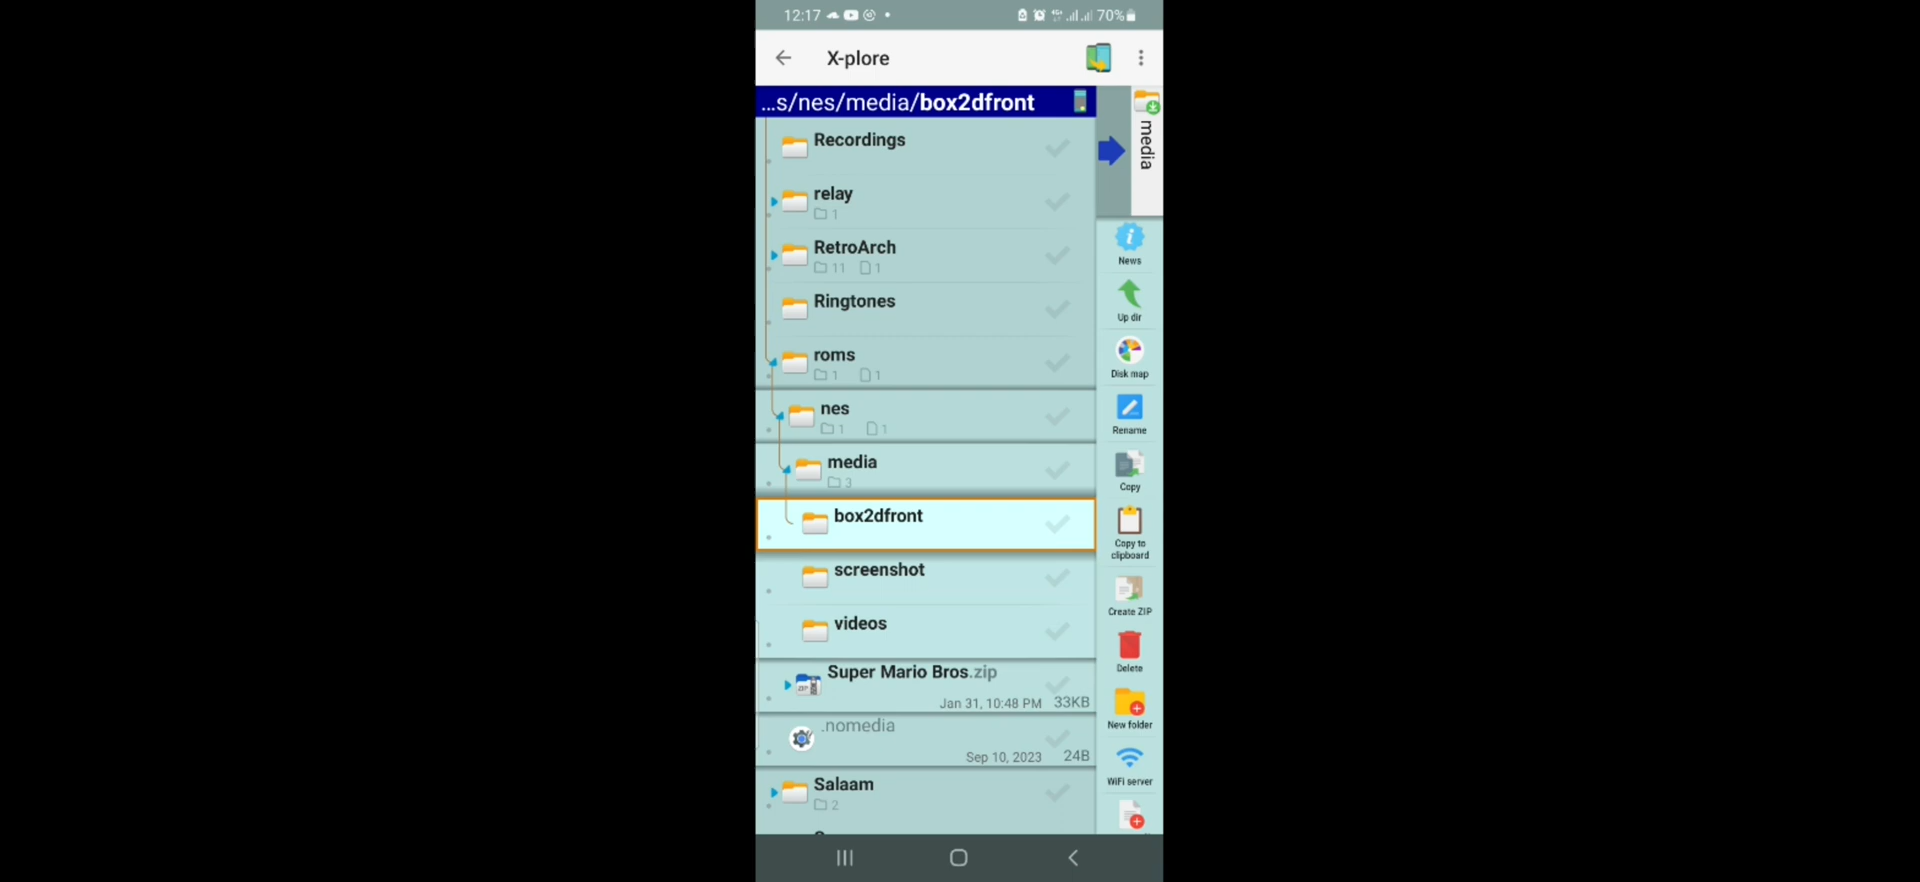 12:17
70%
X-plore
...s/nes/media/box2dfront
media
Recordings
relay
1
RetroArch
11 1
Ringtones
roms
1 1
nes
1 1
media
3
box2dfront
screenshot
videos
Super Mario Bros.zip
Jan 31, 10:48 PM 33KB
.nomedia
Sep 10, 2023 24B
Salaam
2
News
Up dir
Disk map
Rename
Copy
Copy to
clipboard
Create ZIP
Delete
New folder
WiFi server